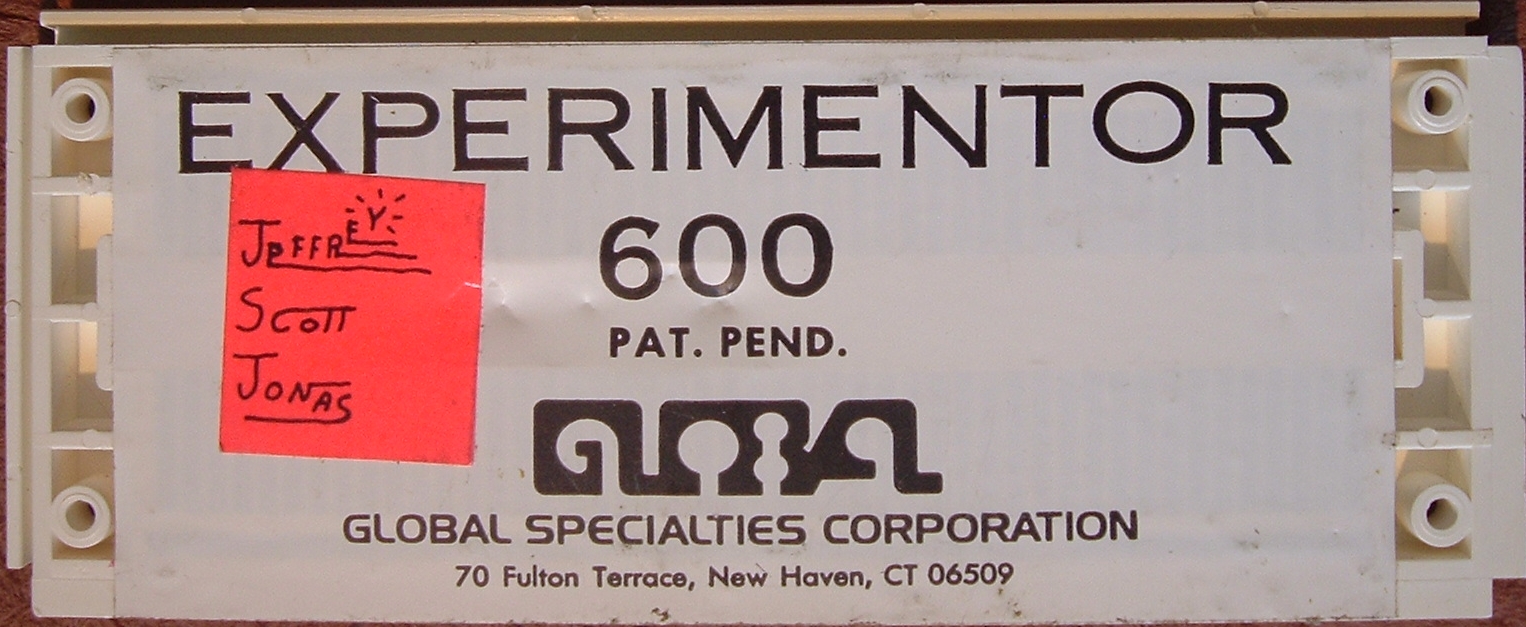 EXPERIMENTOR
JEFFREY
SCOTT
JONAS
600
PAT. PEND.
GLOBAL
GLOBAL SPECIALTIES CORPORATION
70 Fulton Terrace, New Haven, CT 06509